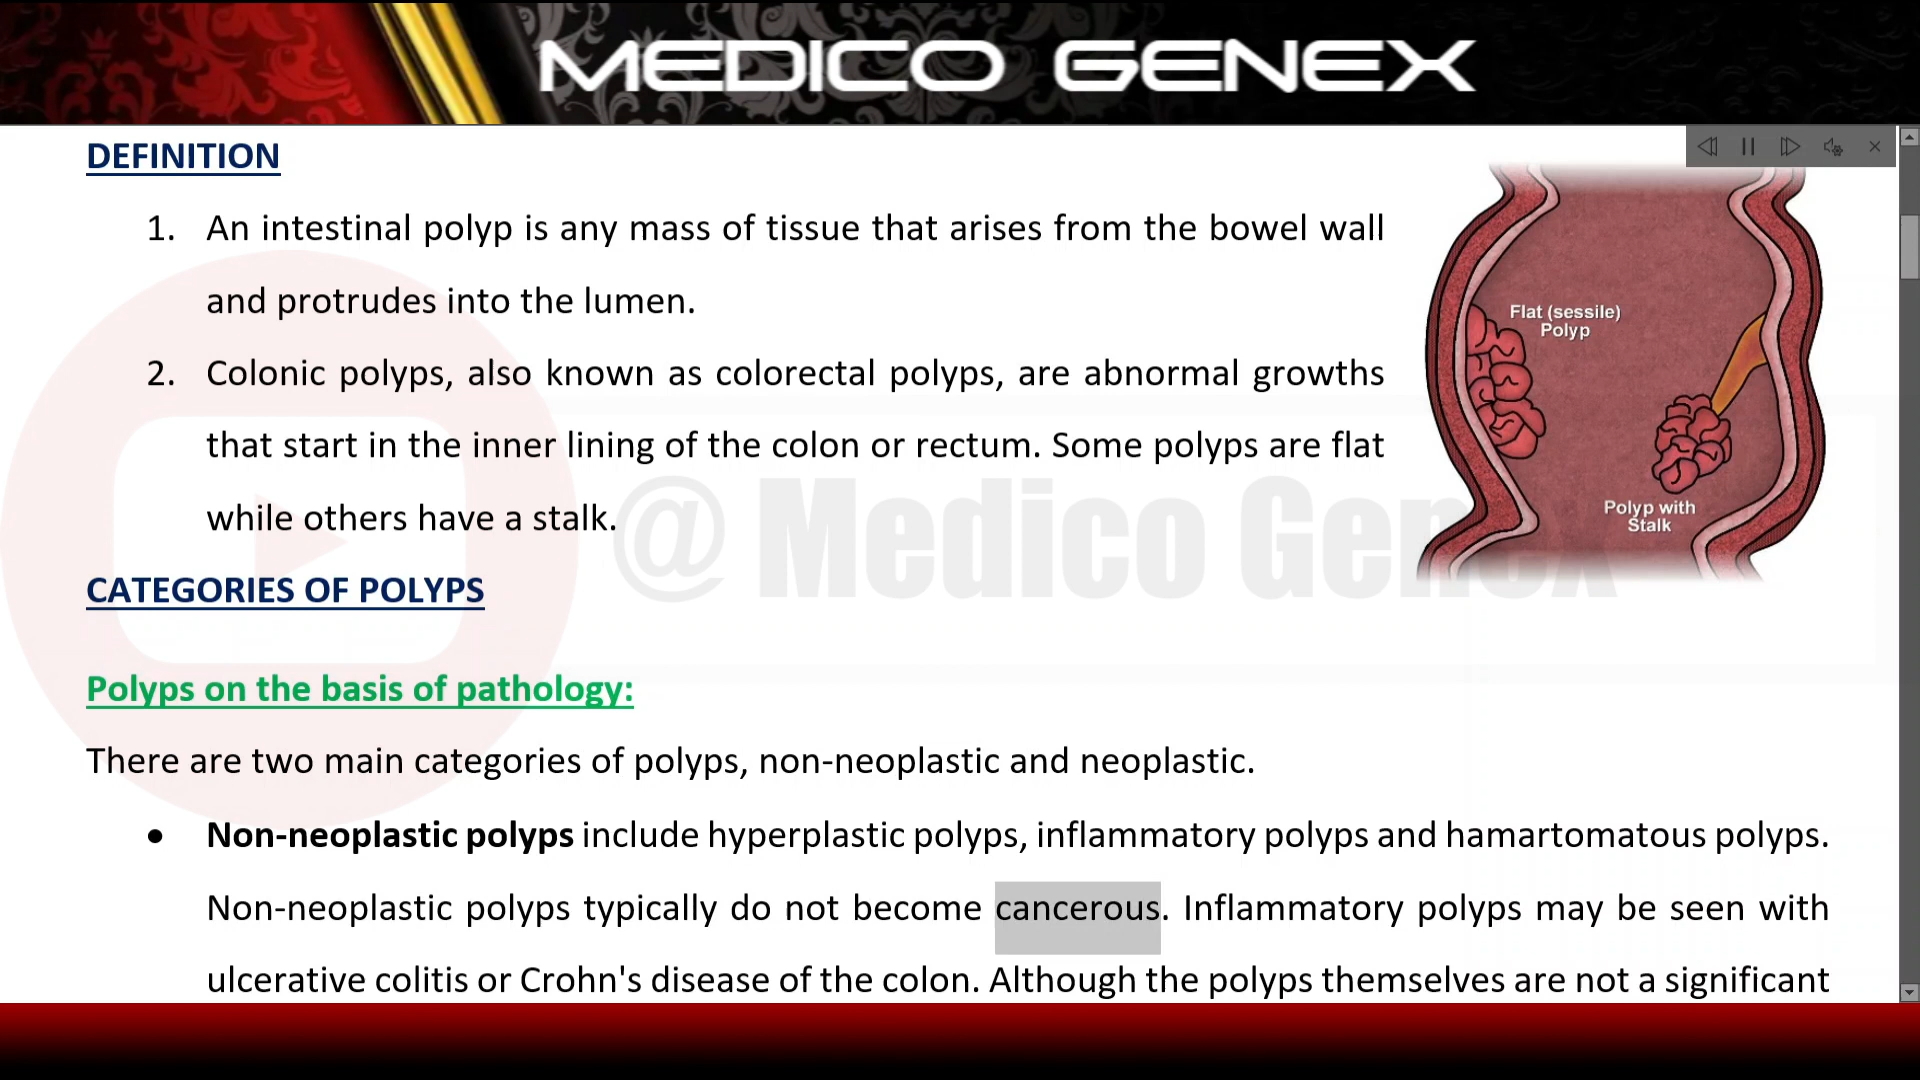 MEDICO GENEX
DEFINITION
1. An intestinal polyp is any mass of tissue that arises from the bowel wall
and protrudes into the lumen.
2. Colonic polyps, also known as colorectal polyps, are abnormal growths
that start in the inner lining of the colon or rectum. Some polyps are flat
while others have a stalk.
Flat (sessile)
Polyp
Polyp with
Stalk
@ Medico Genex
CATEGORIES OF POLYPS
Polyps on the basis of pathology:
There are two main categories of polyps, non-neoplastic and neoplastic.
• Non-neoplastic polyps include hyperplastic polyps, inflammatory polyps and hamartomatous polyps.
Non-neoplastic polyps typically do not become cancerous. Inflammatory polyps may be seen with
ulcerative colitis or Crohn's disease of the colon. Although the polyps themselves are not a significant